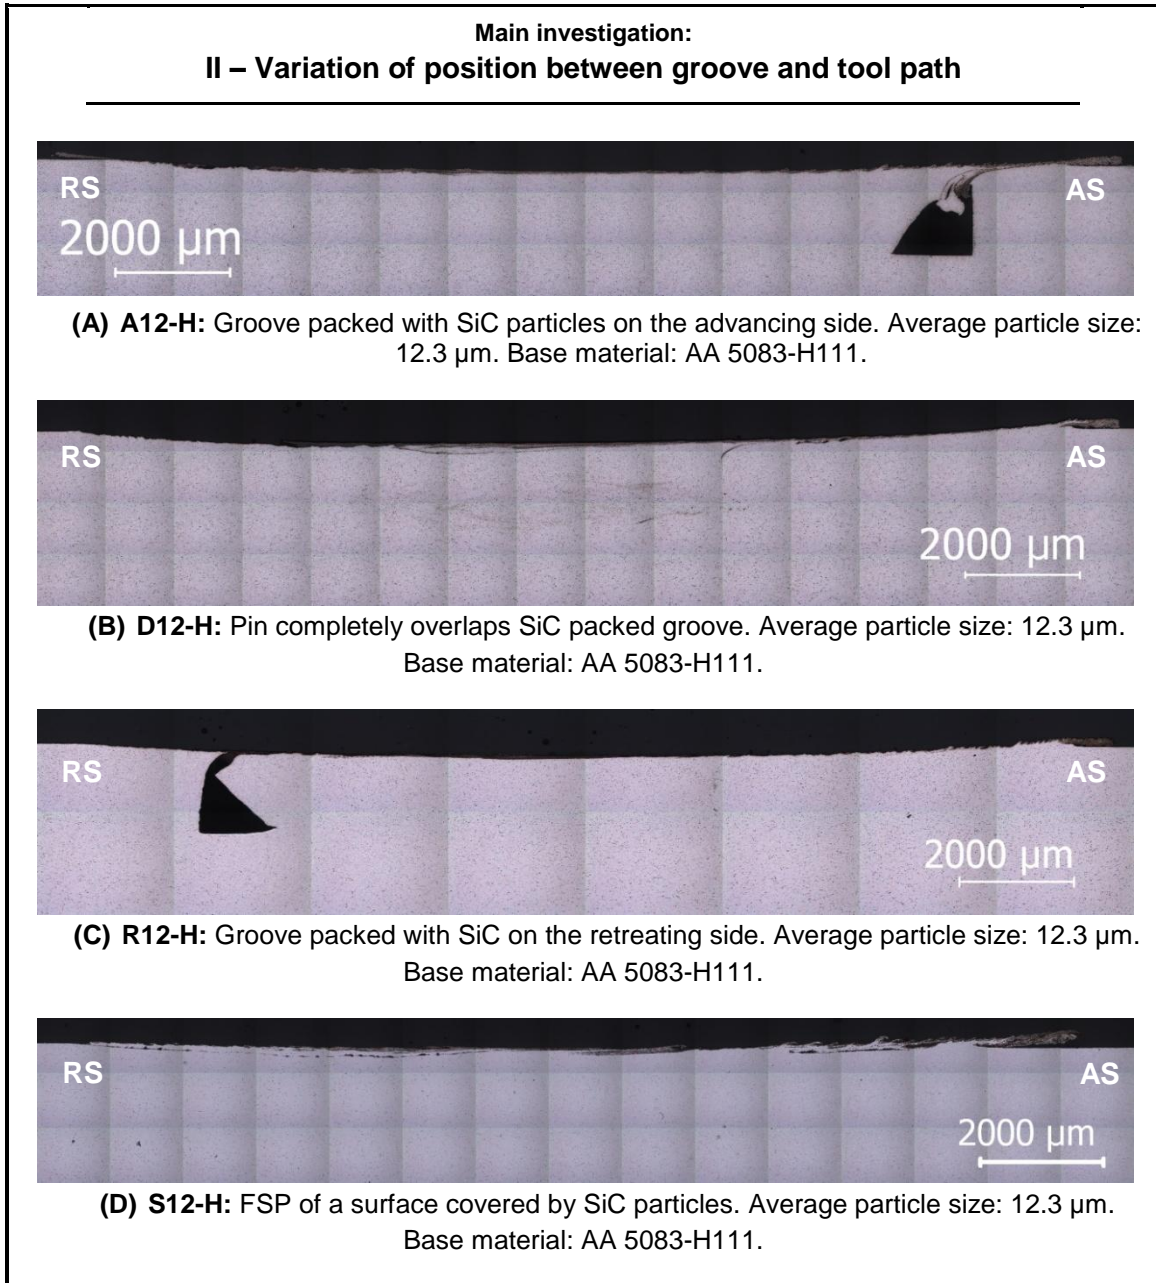 Main investigation:
II – Variation of position between groove and tool path
RS
AS
2000 µm
(A) A12-H: Groove packed with SiC particles on the advancing side. Average particle size:
12.3 µm. Base material: AA 5083-H111.
RS
AS
2000 µm
(B) D12-H: Pin completely overlaps SiC packed groove. Average particle size: 12.3 µm.
Base material: AA 5083-H111.
RS
AS
2000 µm
(C) R12-H: Groove packed with SiC on the retreating side. Average particle size: 12.3 µm.
Base material: AA 5083-H111.
RS
AS
2000 µm
(D) S12-H: FSP of a surface covered by SiC particles. Average particle size: 12.3 µm.
Base material: AA 5083-H111.